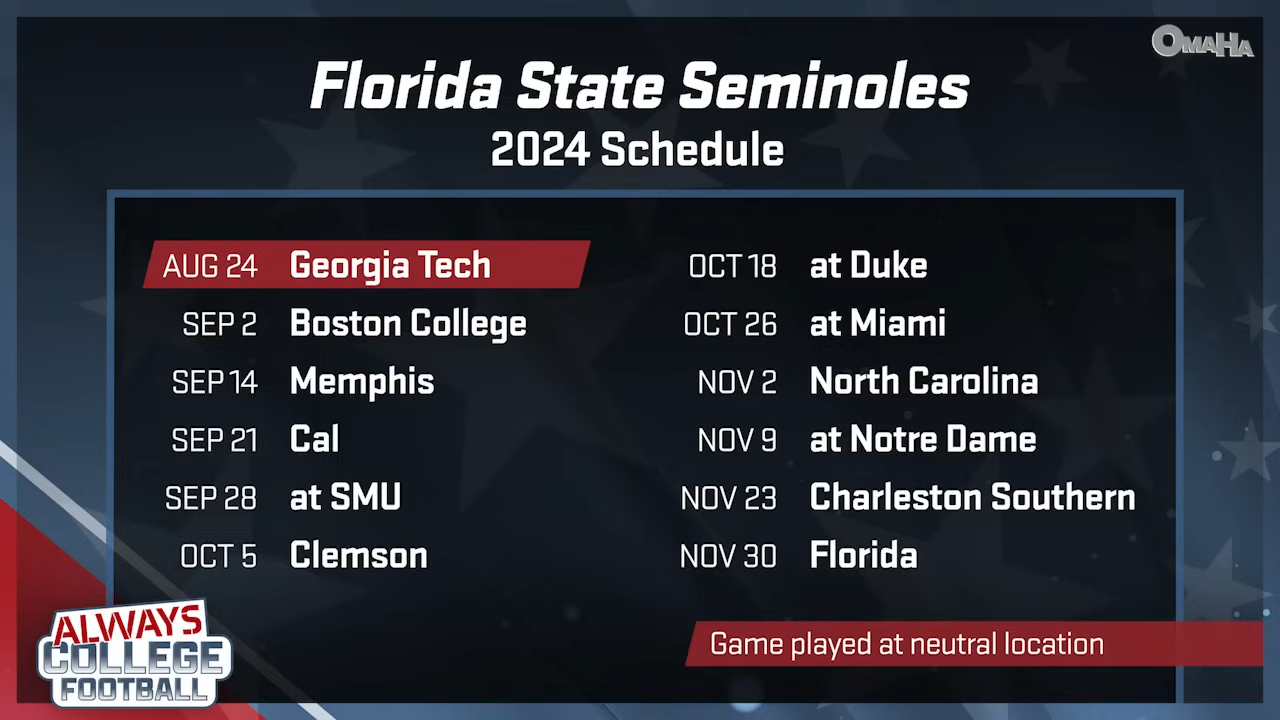 OMAHA
Florida State Seminoles
2024 Schedule
AUG 24 Georgia Tech
SEP 2 Boston College
SEP 14 Memphis
SEP 21 Cal
SEP 28 at SMU
OCT 5 Clemson
OCT 18 at Duke
OCT 26 at Miami
NOV 2 North Carolina
NOV 9 at Notre Dame
NOV 23 Charleston Southern
NOV 30 Florida
Game played at neutral location
ALWAYS
COLLEGE
FOOTBALL